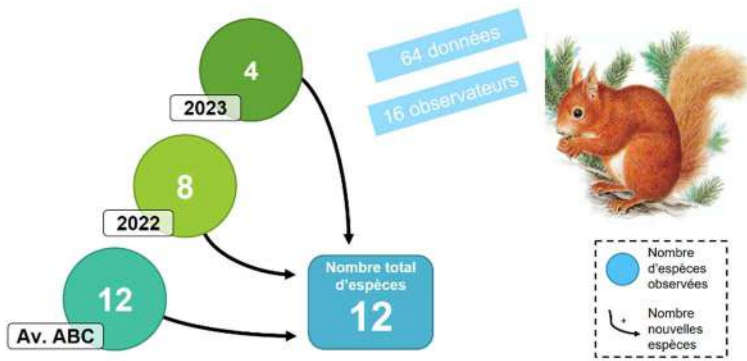 4
2023
64 données
16 observateurs
8
2022
12
Av. ABC
Nombre total
d'espèces
12
Nombre
d'espèces
observées
+
Nombre
nouvelles
espèces